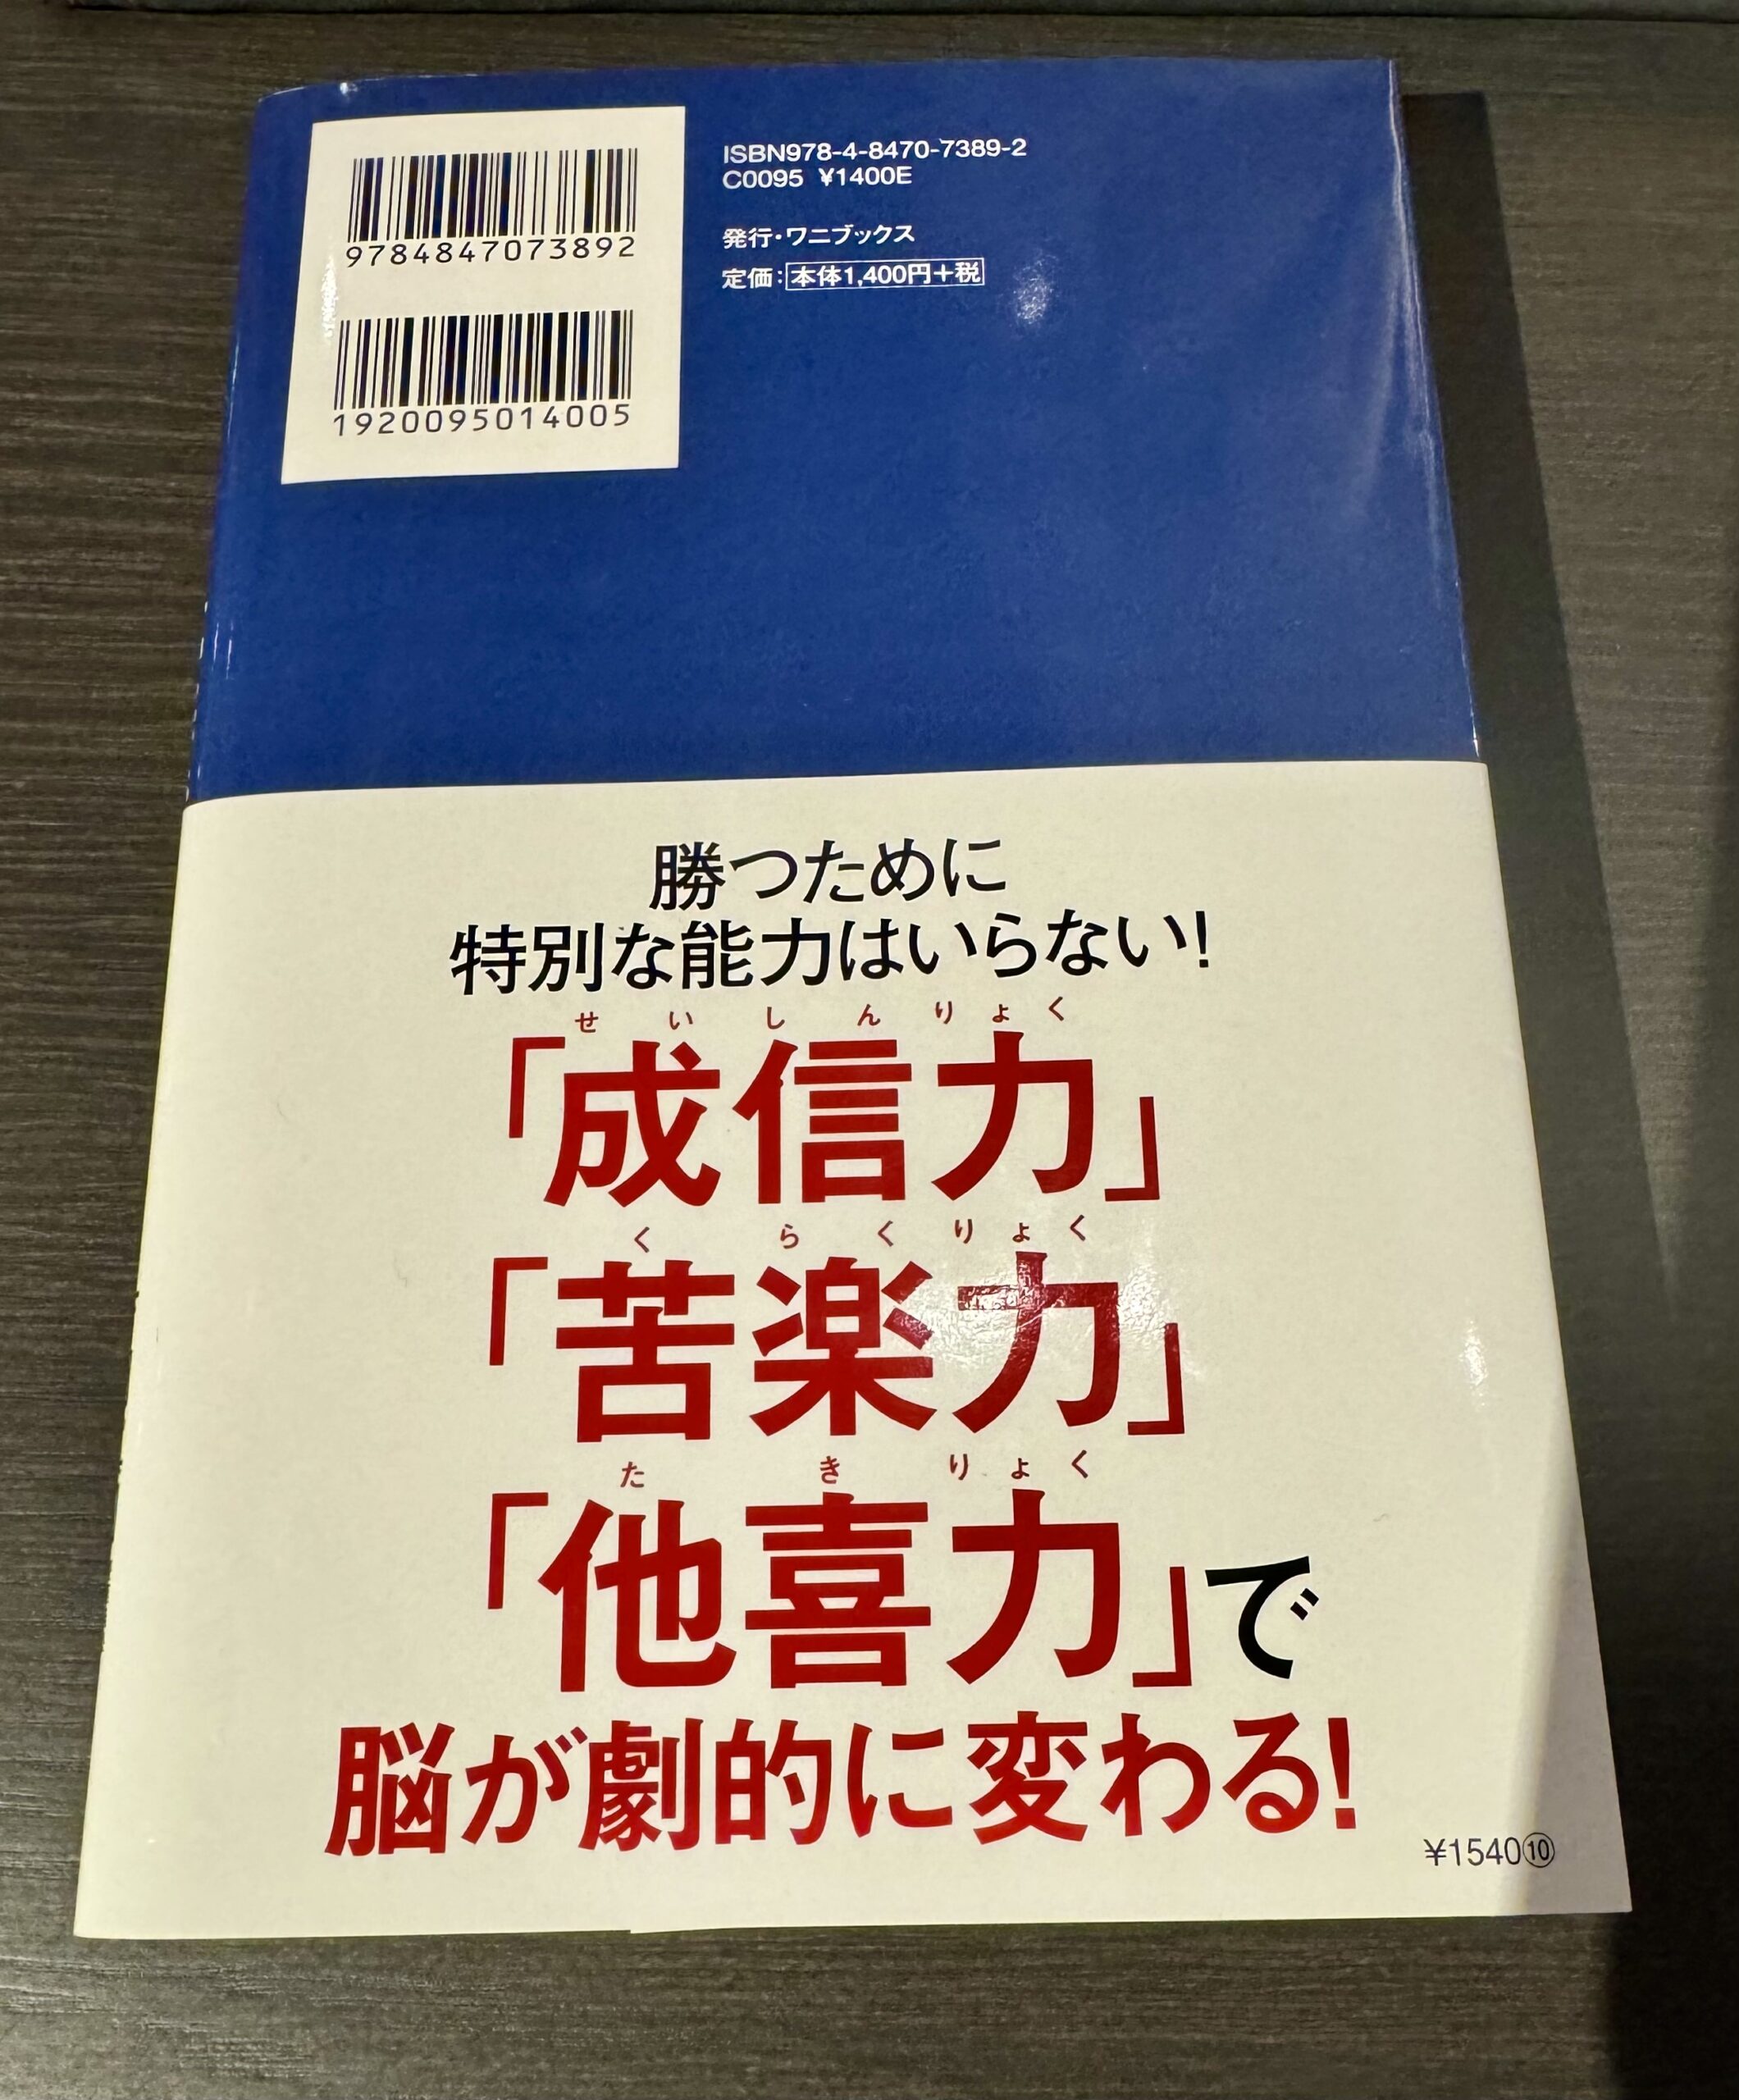 9784847073892
1920095014005
ISBN978-4-8470-7389-2
C0095 ¥1400E
発行・ワニブックス
定価：本体1,400円＋税
勝つために
特別な能力はいらない！
せいしんりょく
「成信力」
くらくりょく
「苦楽力」
たきりょく
「他喜力」で
脳が劇的に変わる！
¥1540⑩